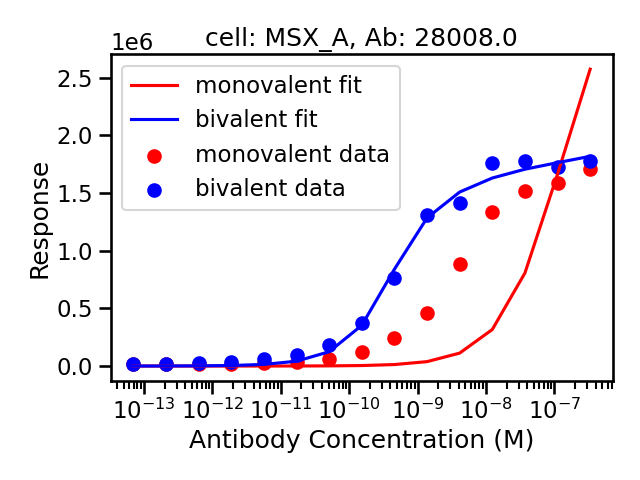 cell: MSX_A, Ab: 28008.0
1e6
monovalent fit
bivalent fit
monovalent data
bivalent data
2.5
2.0
1.5
1.0
0.5
0.0
Response
10⁻¹³ 10⁻¹² 10⁻¹¹ 10⁻¹⁰ 10⁻⁹ 10⁻⁸ 10⁻⁷
Antibody Concentration (M)